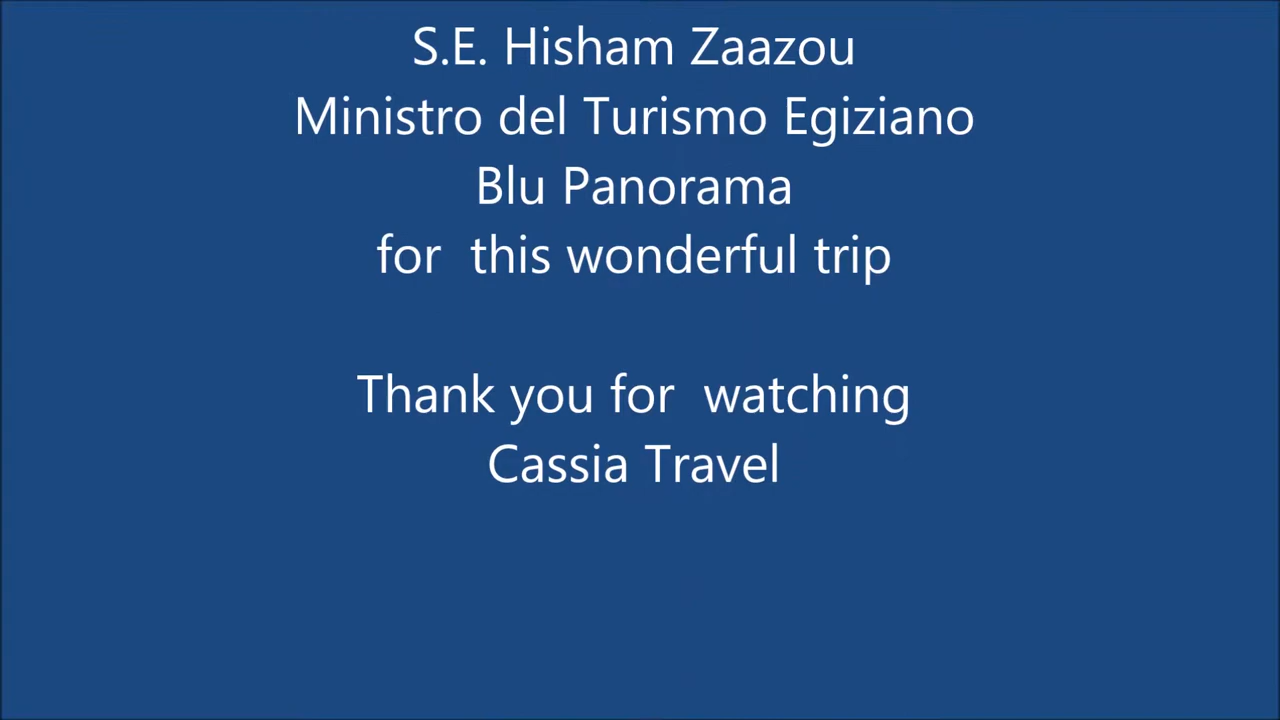 S.E. Hisham Zaazou
Ministro del Turismo Egiziano
Blu Panorama
for  this wonderful trip
Thank you for  watching
Cassia Travel